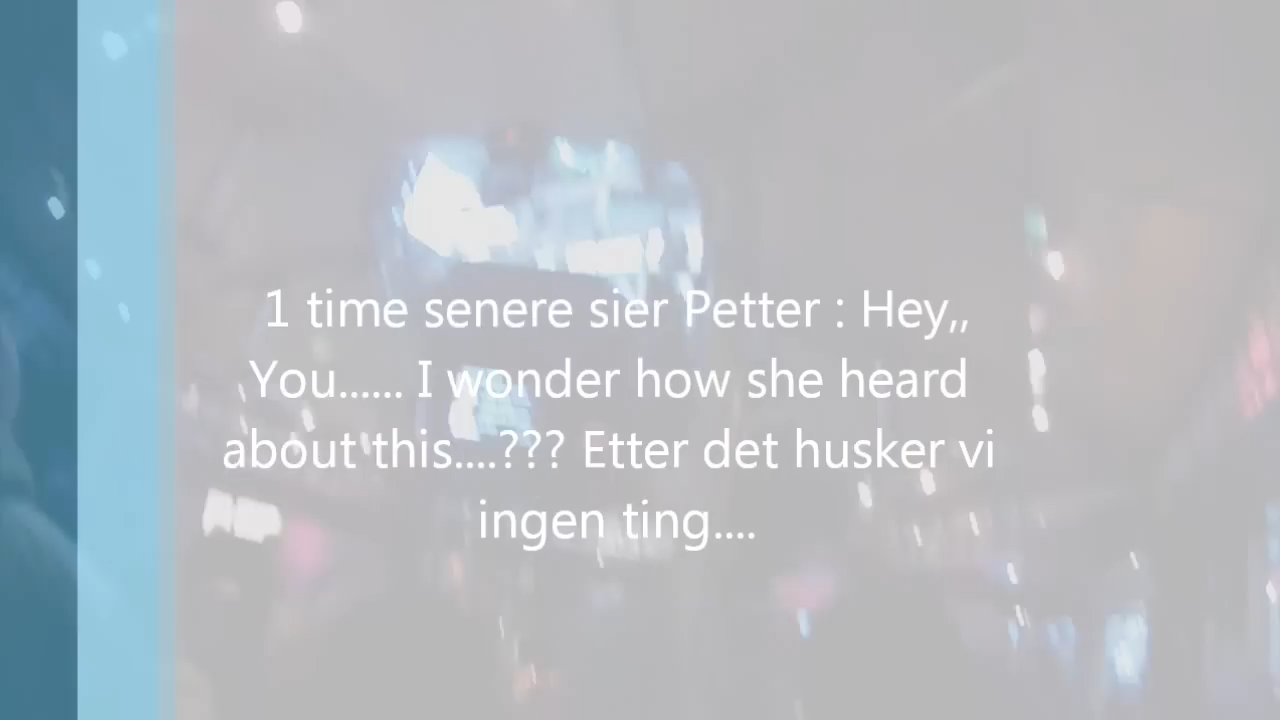 1 time senere sier Petter : Hey,,
You...... I wonder how she heard
about this....??? Etter det husker vi
ingen ting....